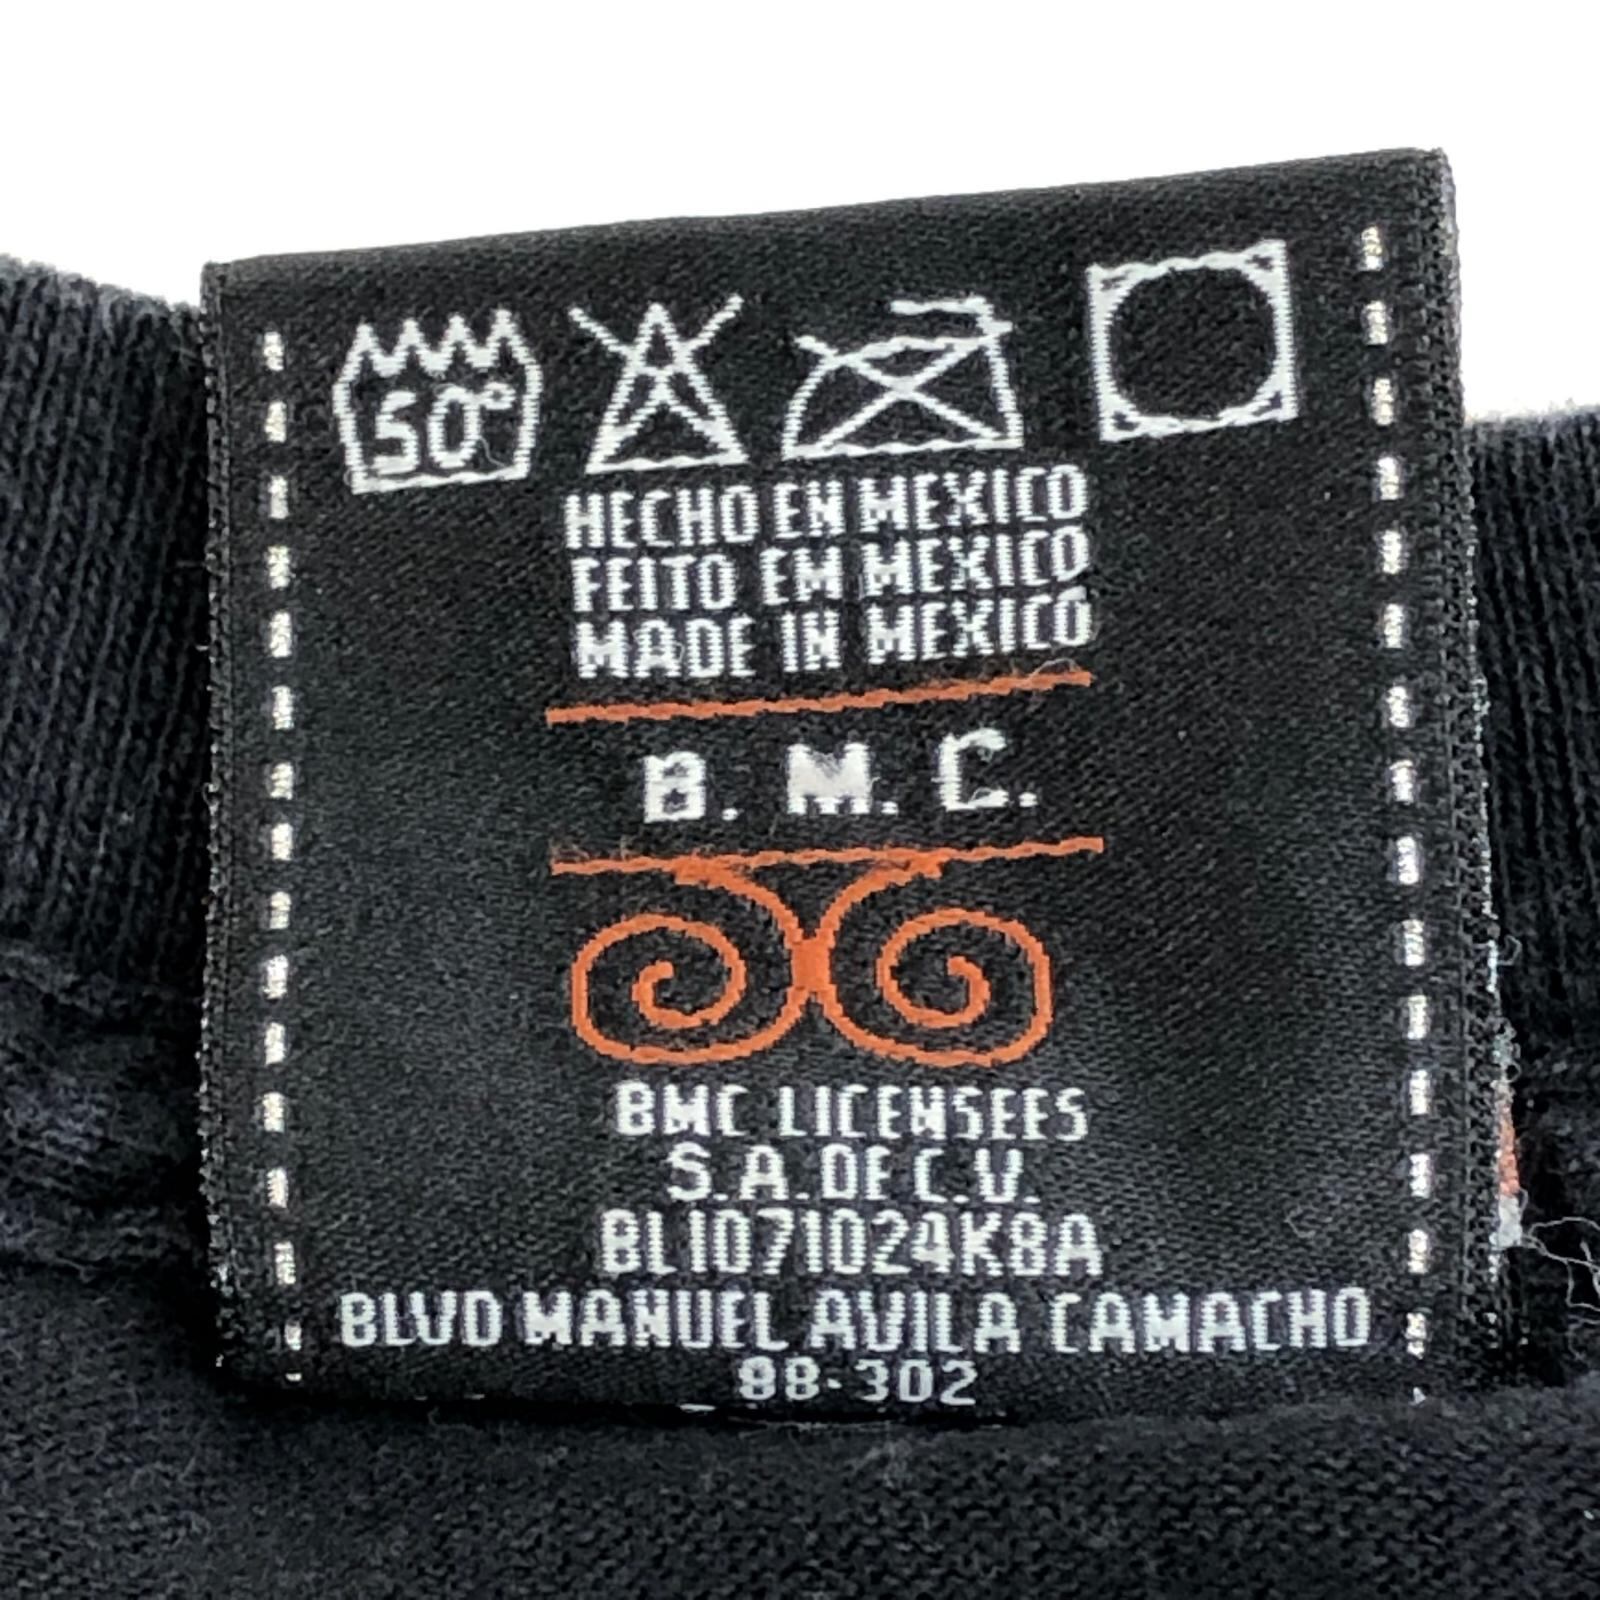 50°
HECHO EN MEXICO
FEITO EM MEXICO
MADE IN MEXICO
B. M. C.
BMC LICENSEES
S.A. DE C.V.
BLI071024K8A
BLVD MANUEL AVILA CAMACHO
88-302